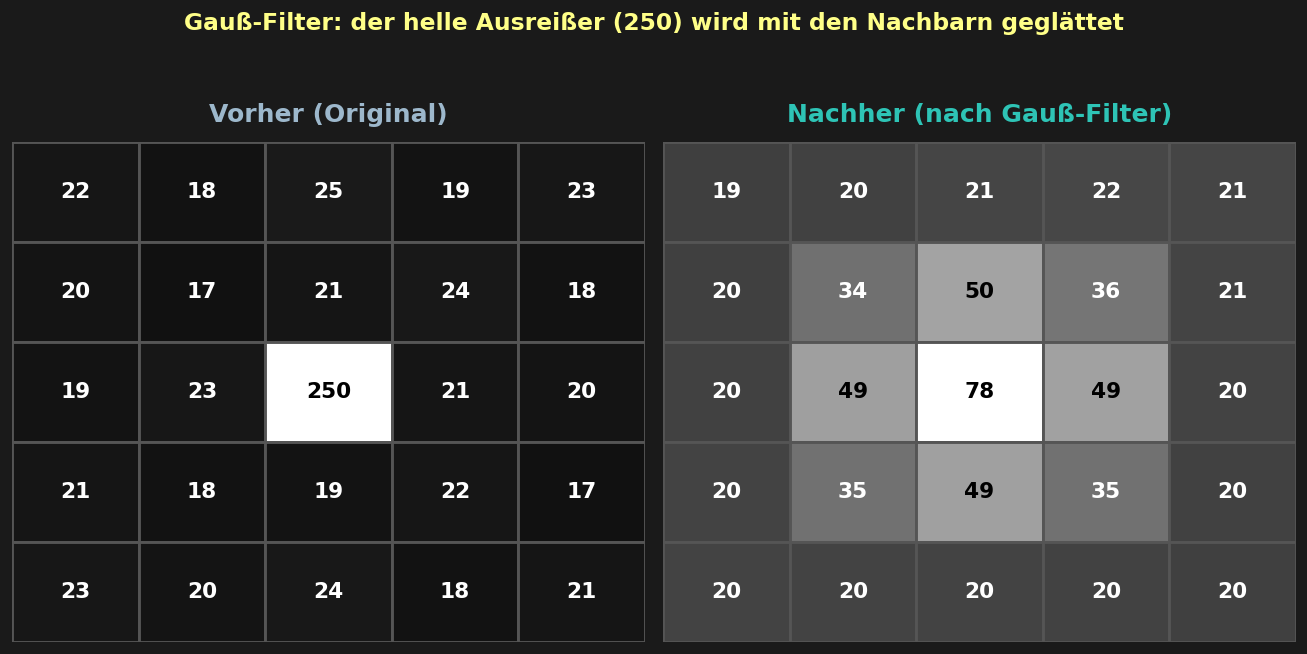 Gauß-Filter: der helle Ausreißer (250) wird mit den Nachbarn geglättet
Vorher (Original)
22 18 25 19 23
20 17 21 24 18
19 23 250 21 20
21 18 19 22 17
23 20 24 18 21
Nachher (nach Gauß-Filter)
19 20 21 22 21
20 34 50 36 21
20 49 78 49 20
20 35 49 35 20
20 20 20 20 20